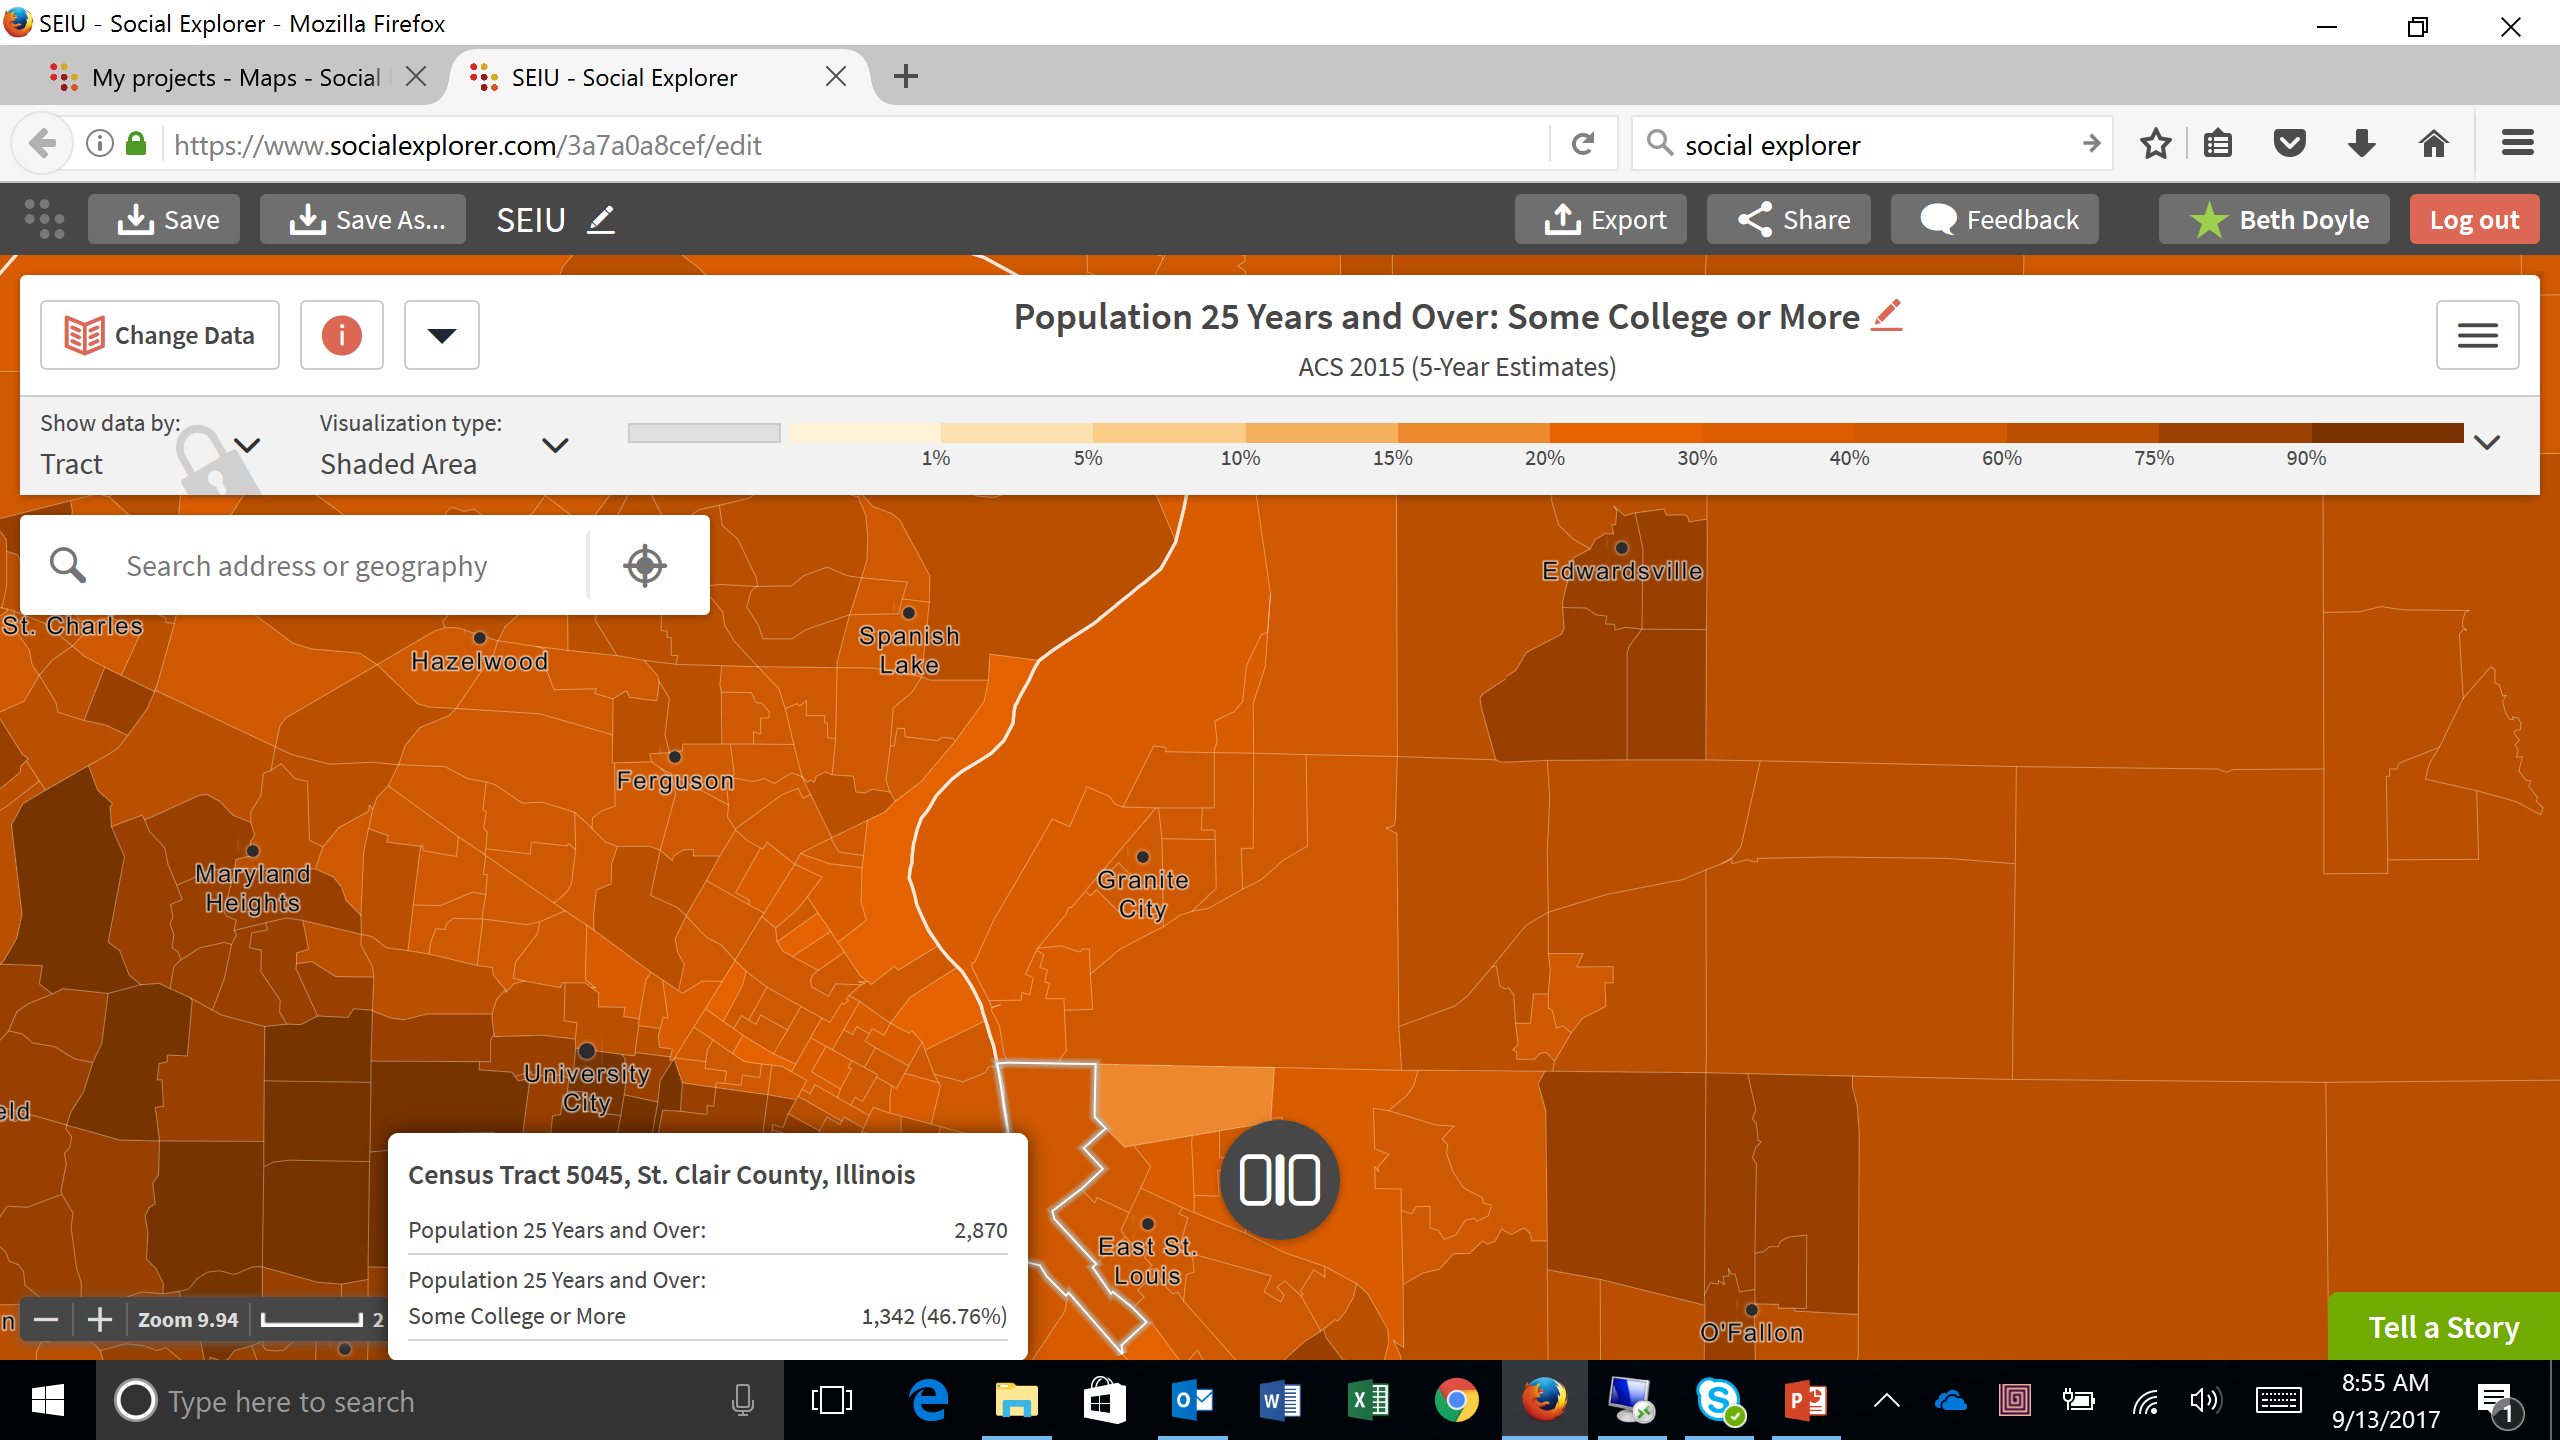 SEIU - Social Explorer - Mozilla Firefox
My projects - Maps - Social
SEIU - Social Explorer
https://www.socialexplorer.com/3a7a0a8cef/edit
social explorer
Save
Save As...
SEIU
Export
Share
Feedback
Beth Doyle
Log out
Change Data
Population 25 Years and Over: Some College or More
ACS 2015 (5-Year Estimates)
Show data by:
Tract
Visualization type:
Shaded Area
1% 5% 10% 15% 20% 30% 40% 60% 75% 90%
Search address or geography
Edwardsville
St. Charles
Hazelwood
Spanish
Lake
Ferguson
Maryland
Heights
Granite
City
University
City
eld
Census Tract 5045, St. Clair County, Illinois
Population 25 Years and Over: 2,870
Population 25 Years and Over:
Some College or More 1,342 (46.76%)
East St.
Louis
O'Fallon
n
Zoom 9.94
2
Tell a Story
Type here to search
8:55 AM
9/13/2017
1